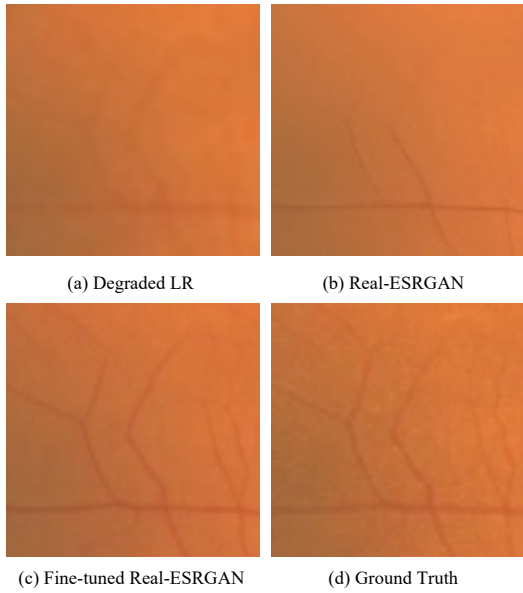 (a) Degraded LR
(b) Real-ESRGAN
(c) Fine-tuned Real-ESRGAN
(d) Ground Truth